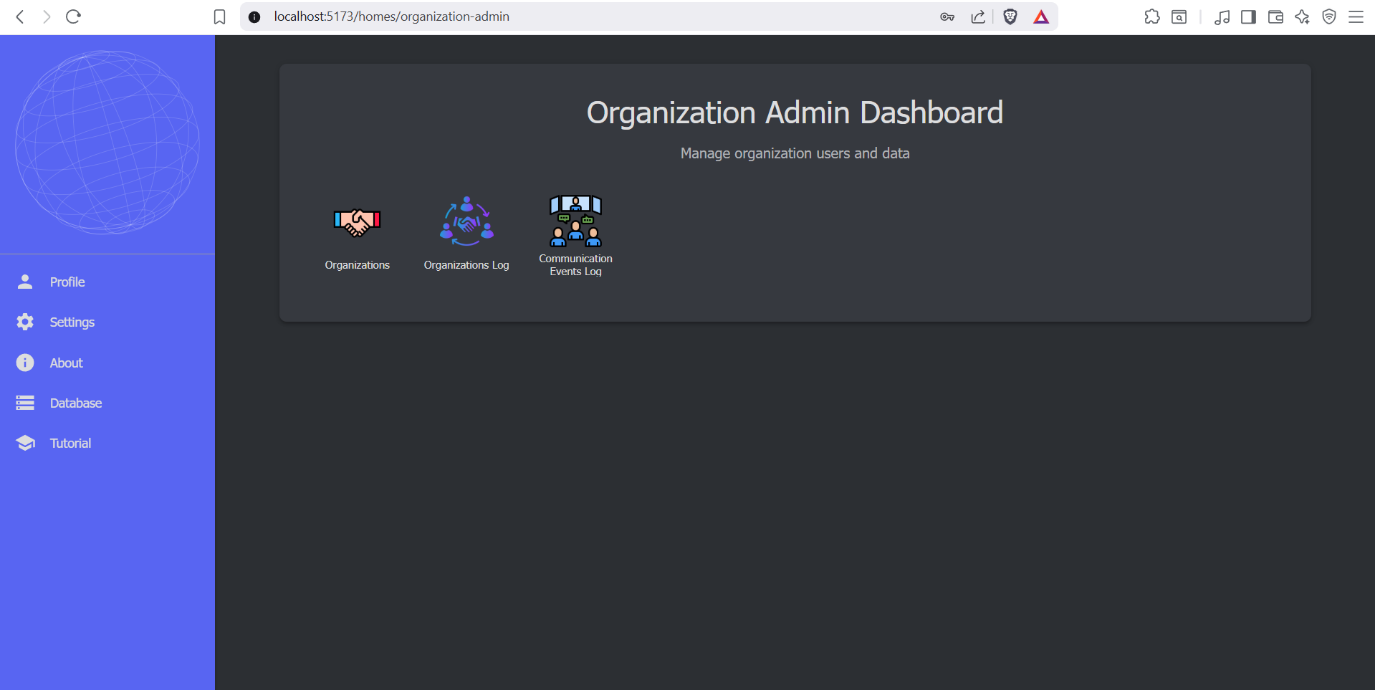 localhost:5173/homes/organization-admin
Organization Admin Dashboard
Manage organization users and data
Organizations
Organizations Log
Communication
Events Log
Profile
Settings
About
Database
Tutorial